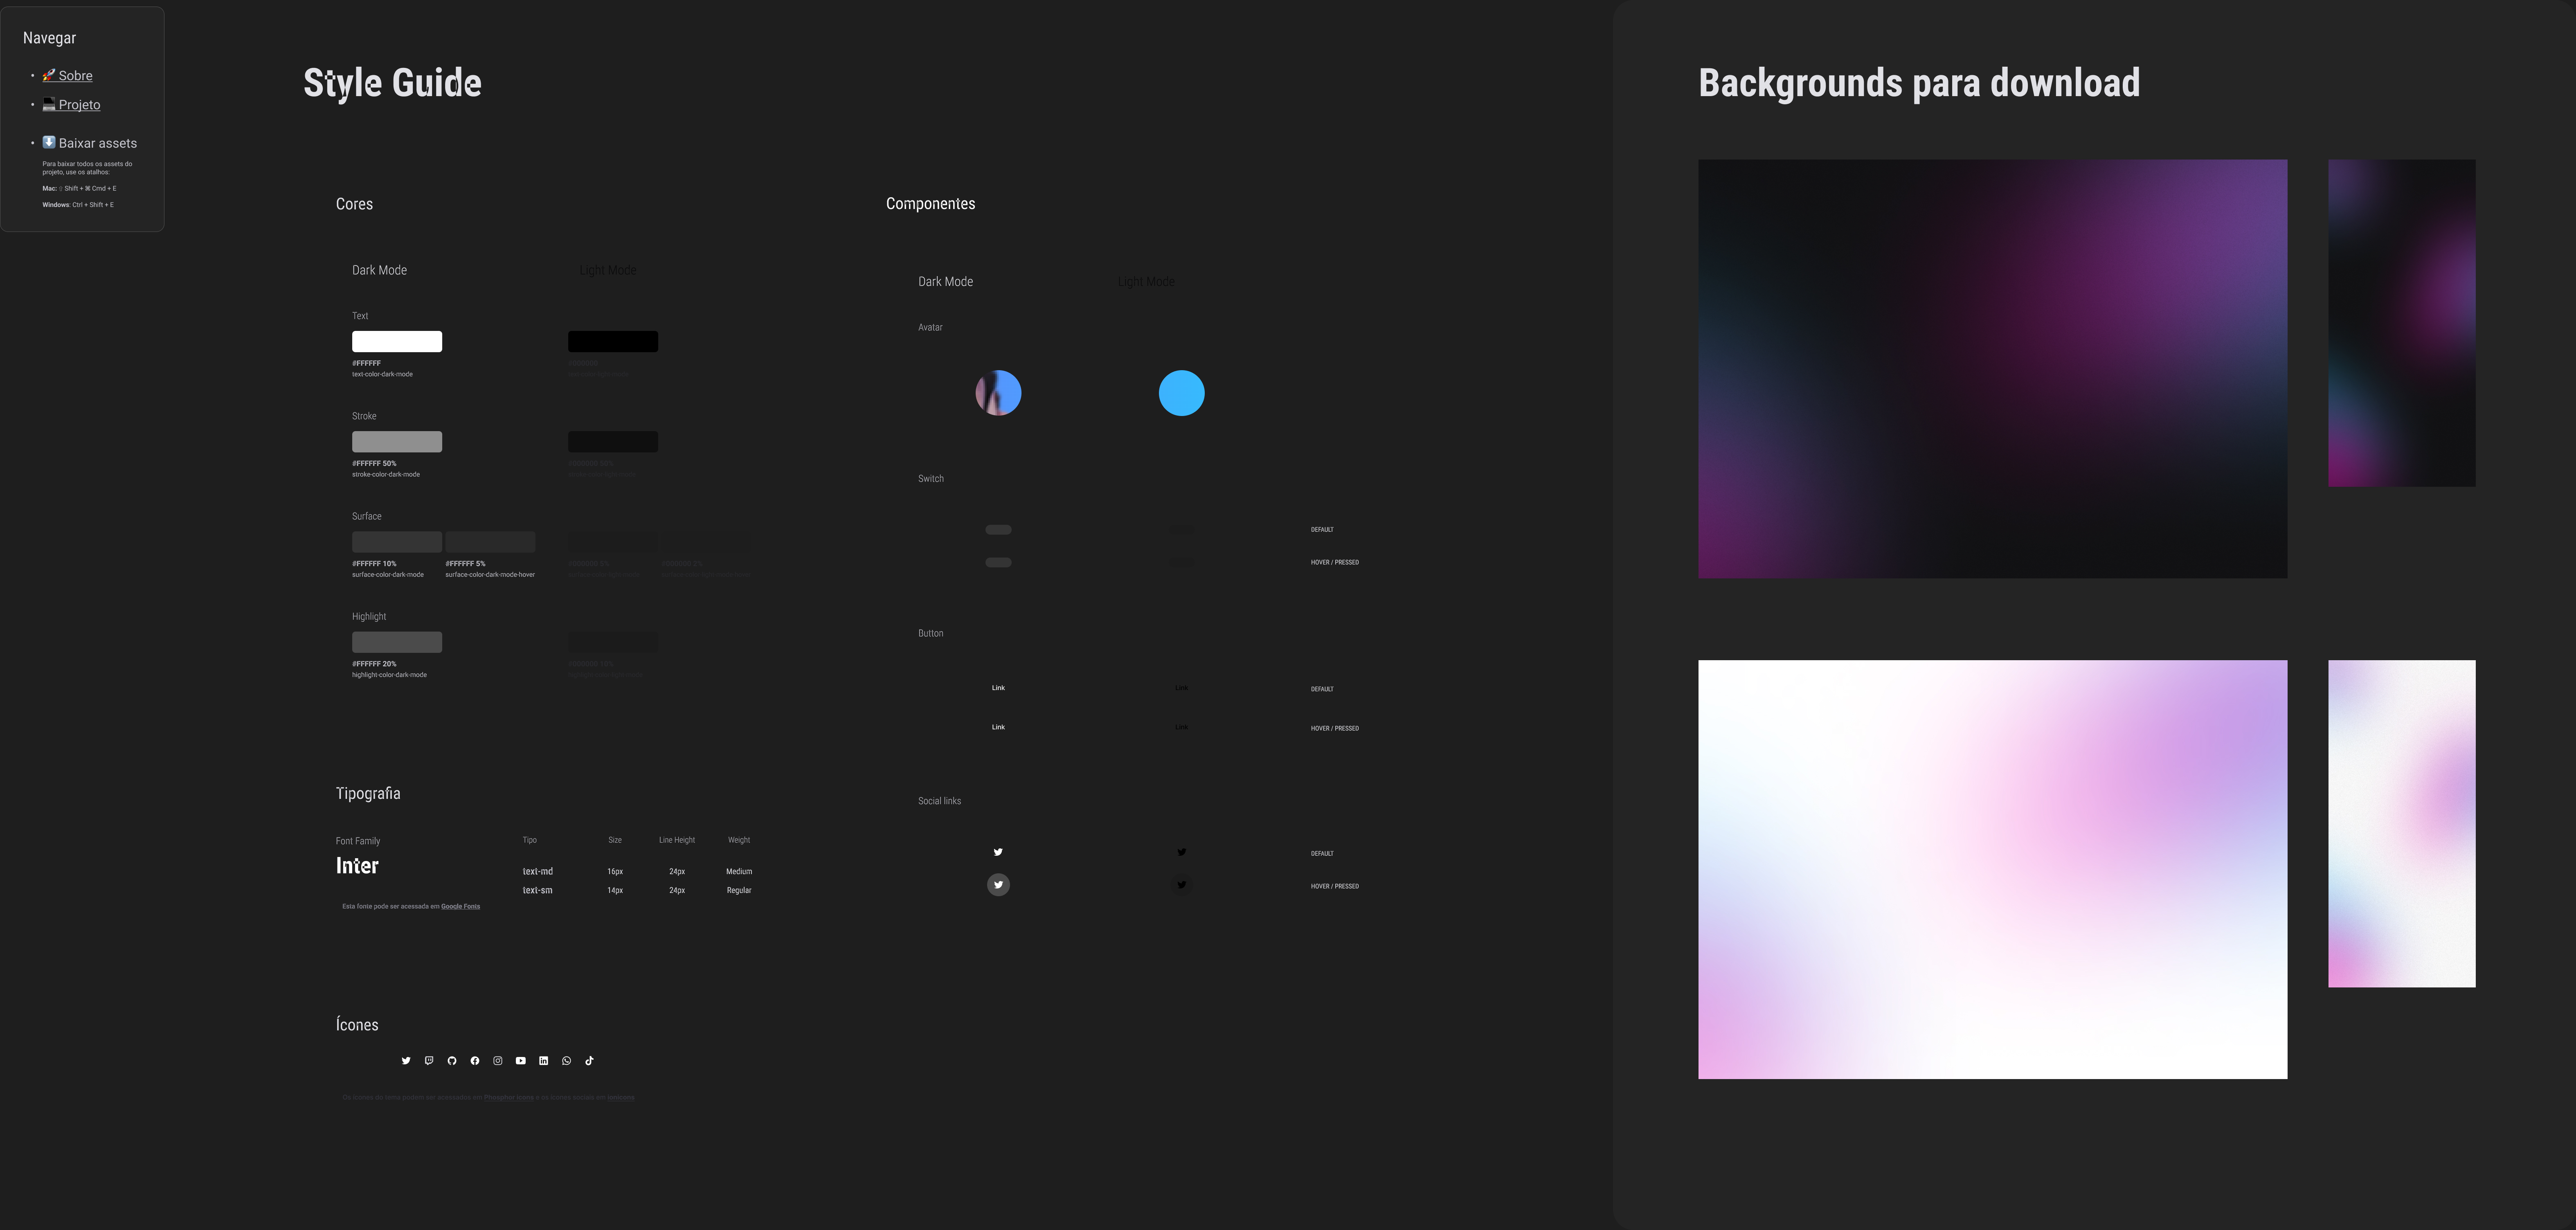 Navegar
🚀 Sobre
💻 Projeto
⬇️ Baixar assets
Para baixar todos os assets do
projeto, use os atalhos:
Mac: ⇧ Shift + ⌘ Cmd + E
Windows: Ctrl + Shift + E
Style Guide
Cores
Dark Mode
Light Mode
Text
#FFFFFF
text-color-dark-mode
Stroke
#FFFFFF 50%
stroke-color-dark-mode
Surface
#FFFFFF 10%
surface-color-dark-mode
#FFFFFF 5%
surface-color-dark-mode-hover
Highlight
#FFFFFF 20%
highlight-color-dark-mode
Tipografia
Font Family
Inter
Esta fonte pode ser acessada em Google Fonts
Tipo Size Line Height Weight
text-md 16px 24px Medium
text-sm 14px 24px Regular
Ícones
Componentes
Dark Mode
Light Mode
Avatar
Switch
DEFAULT
HOVER / PRESSED
Button
Link Link DEFAULT
Link Link HOVER / PRESSED
Social links
DEFAULT
HOVER / PRESSED
Backgrounds para download